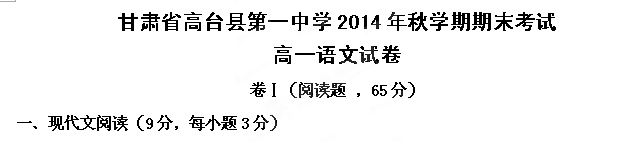 甘肃省高台县第一中学2014年秋学期期末考试
高一语文试卷
卷Ⅰ（阅读题 ，65分）
一、现代文阅读（9分，每小题3分）